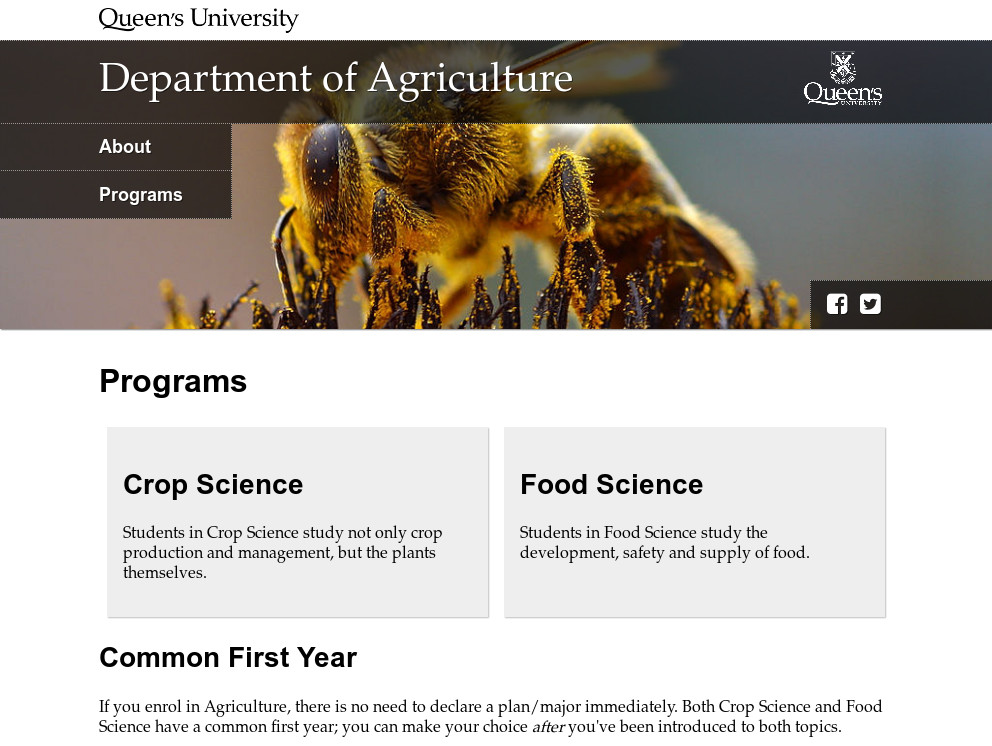 Queen's University
Department of Agriculture
Queen's
UNIVERSITY
About
Programs
Programs
Crop Science
Students in Crop Science study not only crop
production and management, but the plants
themselves.
Food Science
Students in Food Science study the
development, safety and supply of food.
Common First Year
If you enrol in Agriculture, there is no need to declare a plan/major immediately. Both Crop Science and Food
Science have a common first year; you can make your choice after you've been introduced to both topics.